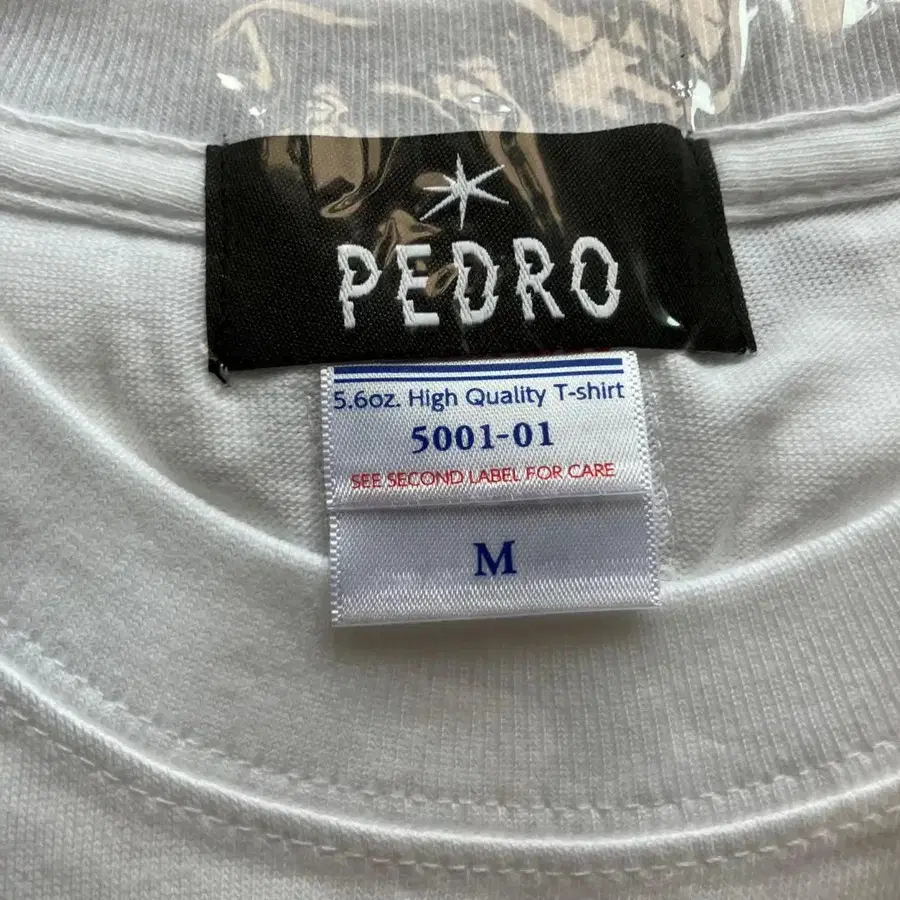 PEDRO
5.6oz. High Quality T-shirt
5001-01
SEE SECOND LABEL FOR CARE
M